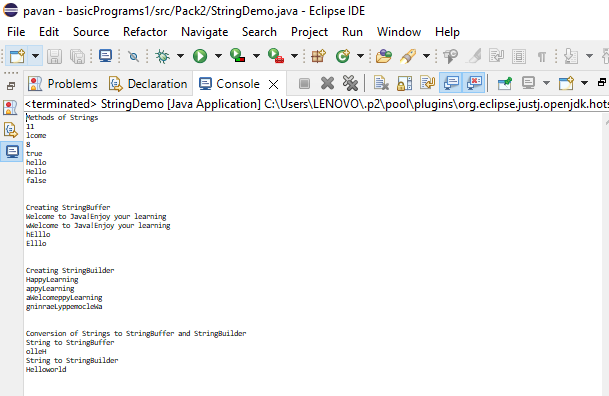 pavan - basicPrograms1/src/Pack2/StringDemo.java - Eclipse IDE
File Edit Source Refactor Navigate Search Project Run Window Help
Problems Declaration Console
<terminated> StringDemo [Java Application] C:\Users\LENOVO\.p2\pool\plugins\org.eclipse.justj.openjdk.hots
Methods of Strings
11
lcome
8
true
hello
Hello
false
Creating StringBuffer
Welcome to Java!Enjoy your learning
wWelcome to Java!Enjoy your learning
hElllo
Elllo
Creating StringBuilder
HappyLearning
appyLearning
aWelcomeppyLearning
gninraeLyppemocleWa
Conversion of Strings to StringBuffer and StringBuilder
String to StringBuffer
olleH
String to StringBuilder
Helloworld